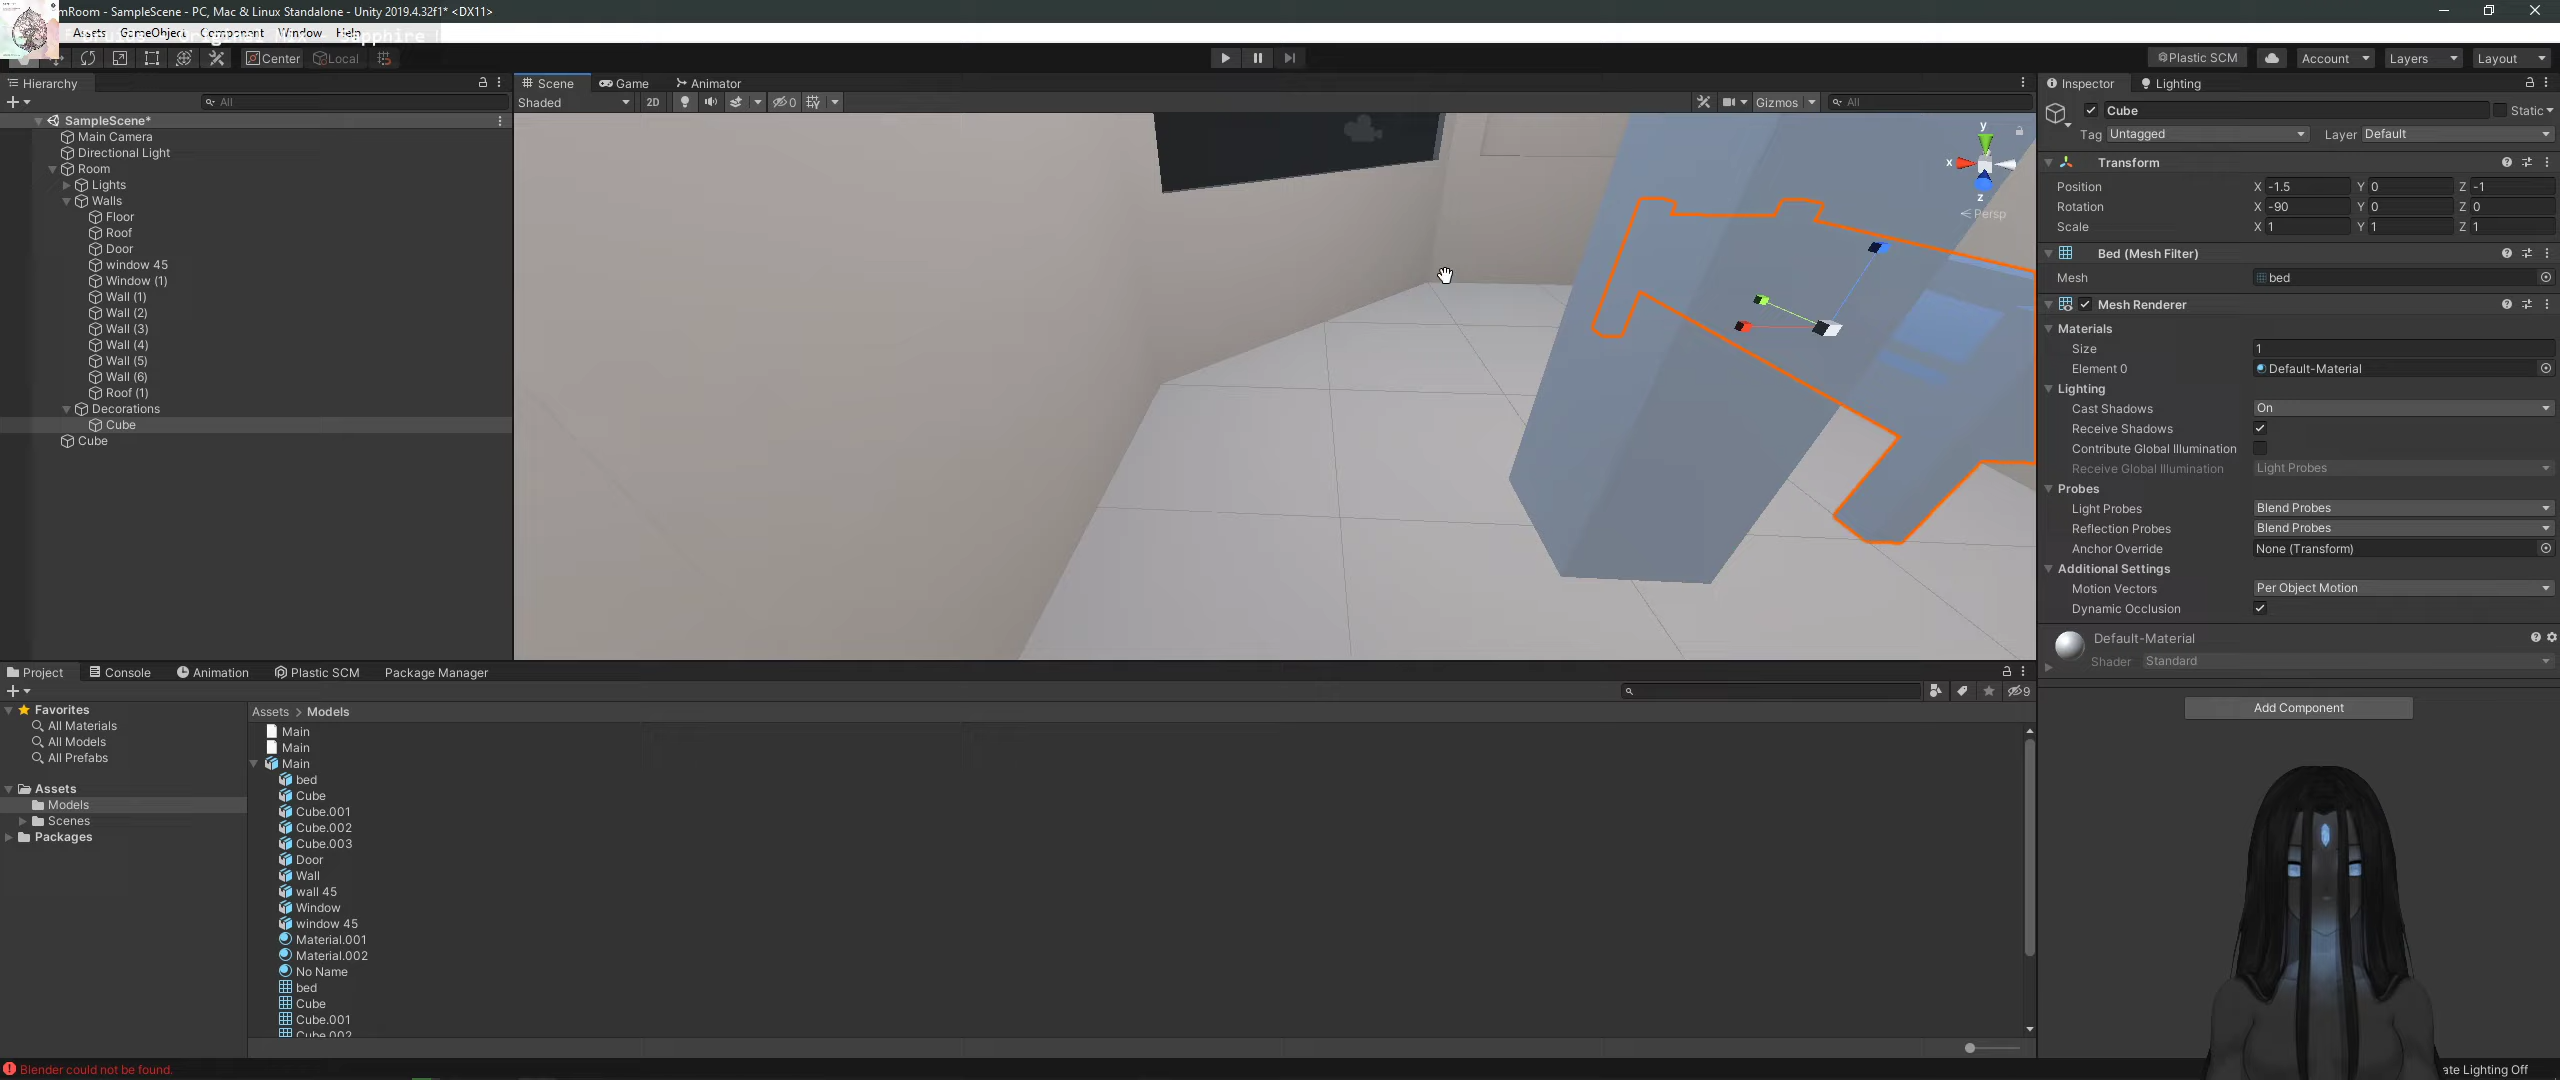 mRoom - SampleScene - PC, Mac & Linux Standalone - Unity 2019.4.32f1* <DX11>
Assets GameObject Component Window Help
Center Local
Plastic SCM Account Layers Layout
Hierarchy
All
SampleScene*
Main Camera
Directional Light
Room
Lights
Walls
Floor
Roof
Door
window 45
Window (1)
Wall (1)
Wall (2)
Wall (3)
Wall (4)
Wall (5)
Wall (6)
Roof (1)
Decorations
Cube
Cube
Scene Game Animator
Shaded 2D 0 Gizmos All
y
x
z
Persp
Inspector Lighting
Cube Static
Tag Untagged Layer Default
Transform
Position X -1.5 Y 0 Z -1
Rotation X -90 Y 0 Z 0
Scale X 1 Y 1 Z 1
Bed (Mesh Filter)
Mesh bed
Mesh Renderer
Materials
Size 1
Element 0 Default-Material
Lighting
Cast Shadows On
Receive Shadows
Contribute Global Illumination
Receive Global Illumination Light Probes
Probes
Light Probes Blend Probes
Reflection Probes Blend Probes
Anchor Override None (Transform)
Additional Settings
Motion Vectors Per Object Motion
Dynamic Occlusion
Default-Material
Shader Standard
Add Component
Project Console Animation Plastic SCM Package Manager
9
Favorites
All Materials
All Models
All Prefabs
Assets
Models
Scenes
Packages
Assets > Models
Main
Main
Main
bed
Cube
Cube.001
Cube.002
Cube.003
Door
Wall
wall 45
Window
window 45
Material.001
Material.002
No Name
bed
Cube
Cube.001
Cube.002
Blender could not be found.
ate Lighting Off